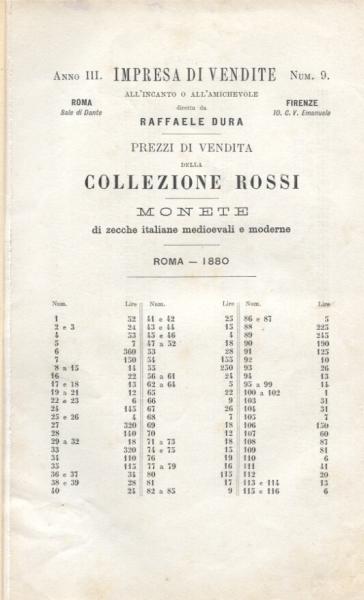 ANNO III. IMPRESA DI VENDITE NUM. 9.
ALL'INCANTO O ALL'AMICHEVOLE
ROMA diretta da FIRENZE
Sala di Dante RAFFAELE DURA 10. C. V. Emanuele
PREZZI DI VENDITA
DELLA
COLLEZIONE ROSSI
MONETE
di zecche italiane medioevali e moderne
ROMA — 1880
Num. Lire Num. Lire Num. Lire
1 52 41 e 42 25 86 e 87 5
2 e 3 24 43 e 44 15 88 225
4 53 45 e 46 4 89 245
5 7 47 a 52 18 90 190
6 360 53 28 91 125
7 150 54 155 92 10
8 a 15 14 55 250 93 26
16 22 56 a 61 24 94 13
17 e 18 13 62 a 64 5 95 a 99 14
19 a 21 12 65 22 100 a 102 1
22 e 23 6 66 9 103 31
24 145 67 26 104 31
25 e 26 4 68 7 105 7
27 320 69 18 106 150
28 140 70 12 107 60
29 a 32 18 71 a 73 18 108 87
33 320 74 e 75 15 109 81
34 110 76 19 110 6
35 115 77 a 79 16 111 41
36 e 37 34 80 115 112 20
38 e 39 28 81 17 113 e 114 15
40 24 82 a 85 9 115 e 116 6